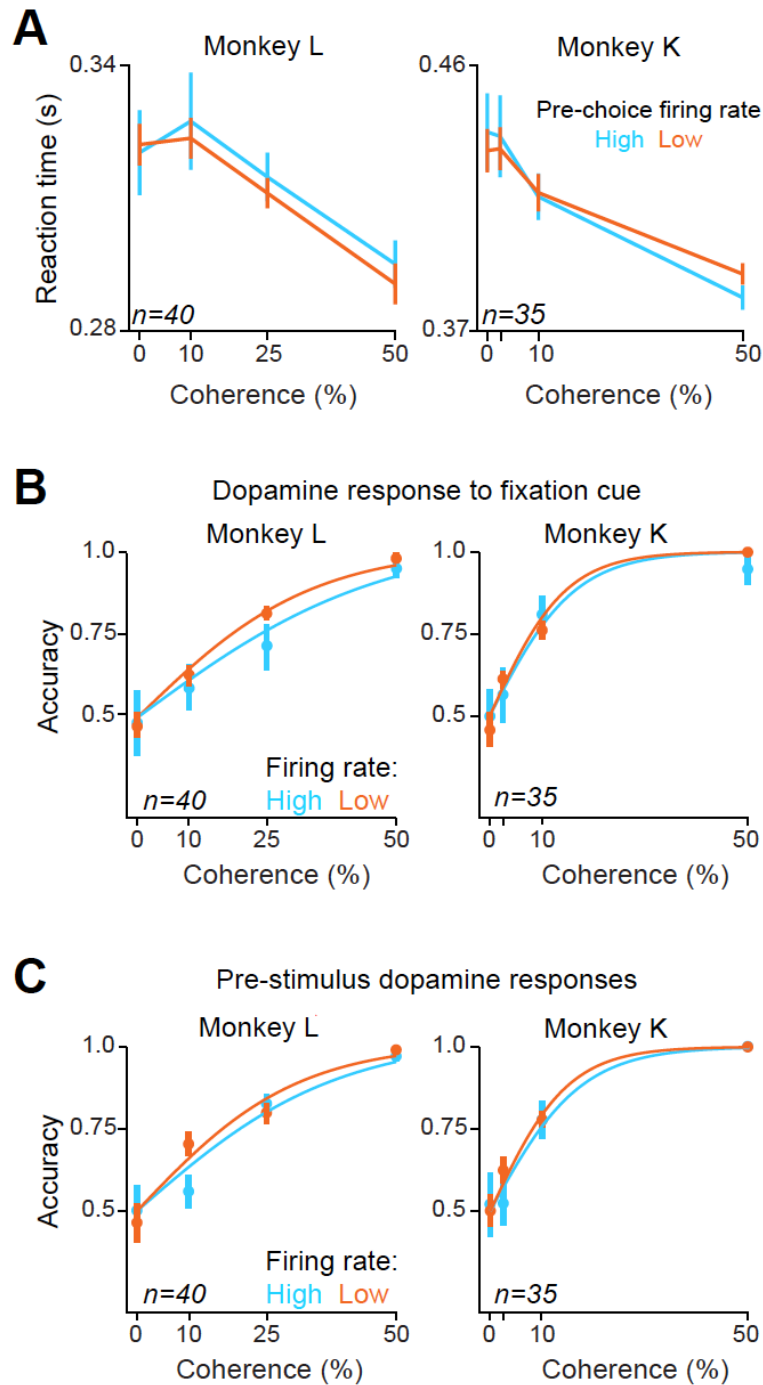 A
Monkey L
Monkey K
0.34
0.46
Reaction time (s)
Pre-choice firing rate
High Low
0.28
n=40
0.37
n=35
0 10 25 50
0 10 50
Coherence (%)
Coherence (%)
B
Dopamine response to fixation cue
Monkey L
Monkey K
1.0
1.0
Accuracy
0.75
0.75
0.5
0.5
Firing rate:
n=40
High Low
n=35
0 10 25 50
0 10 50
Coherence (%)
Coherence (%)
C
Pre-stimulus dopamine responses
Monkey L
Monkey K
1.0
1.0
Accuracy
0.75
0.75
0.5
0.5
Firing rate:
n=40
High Low
n=35
0 10 25 50
0 10 50
Coherence (%)
Coherence (%)